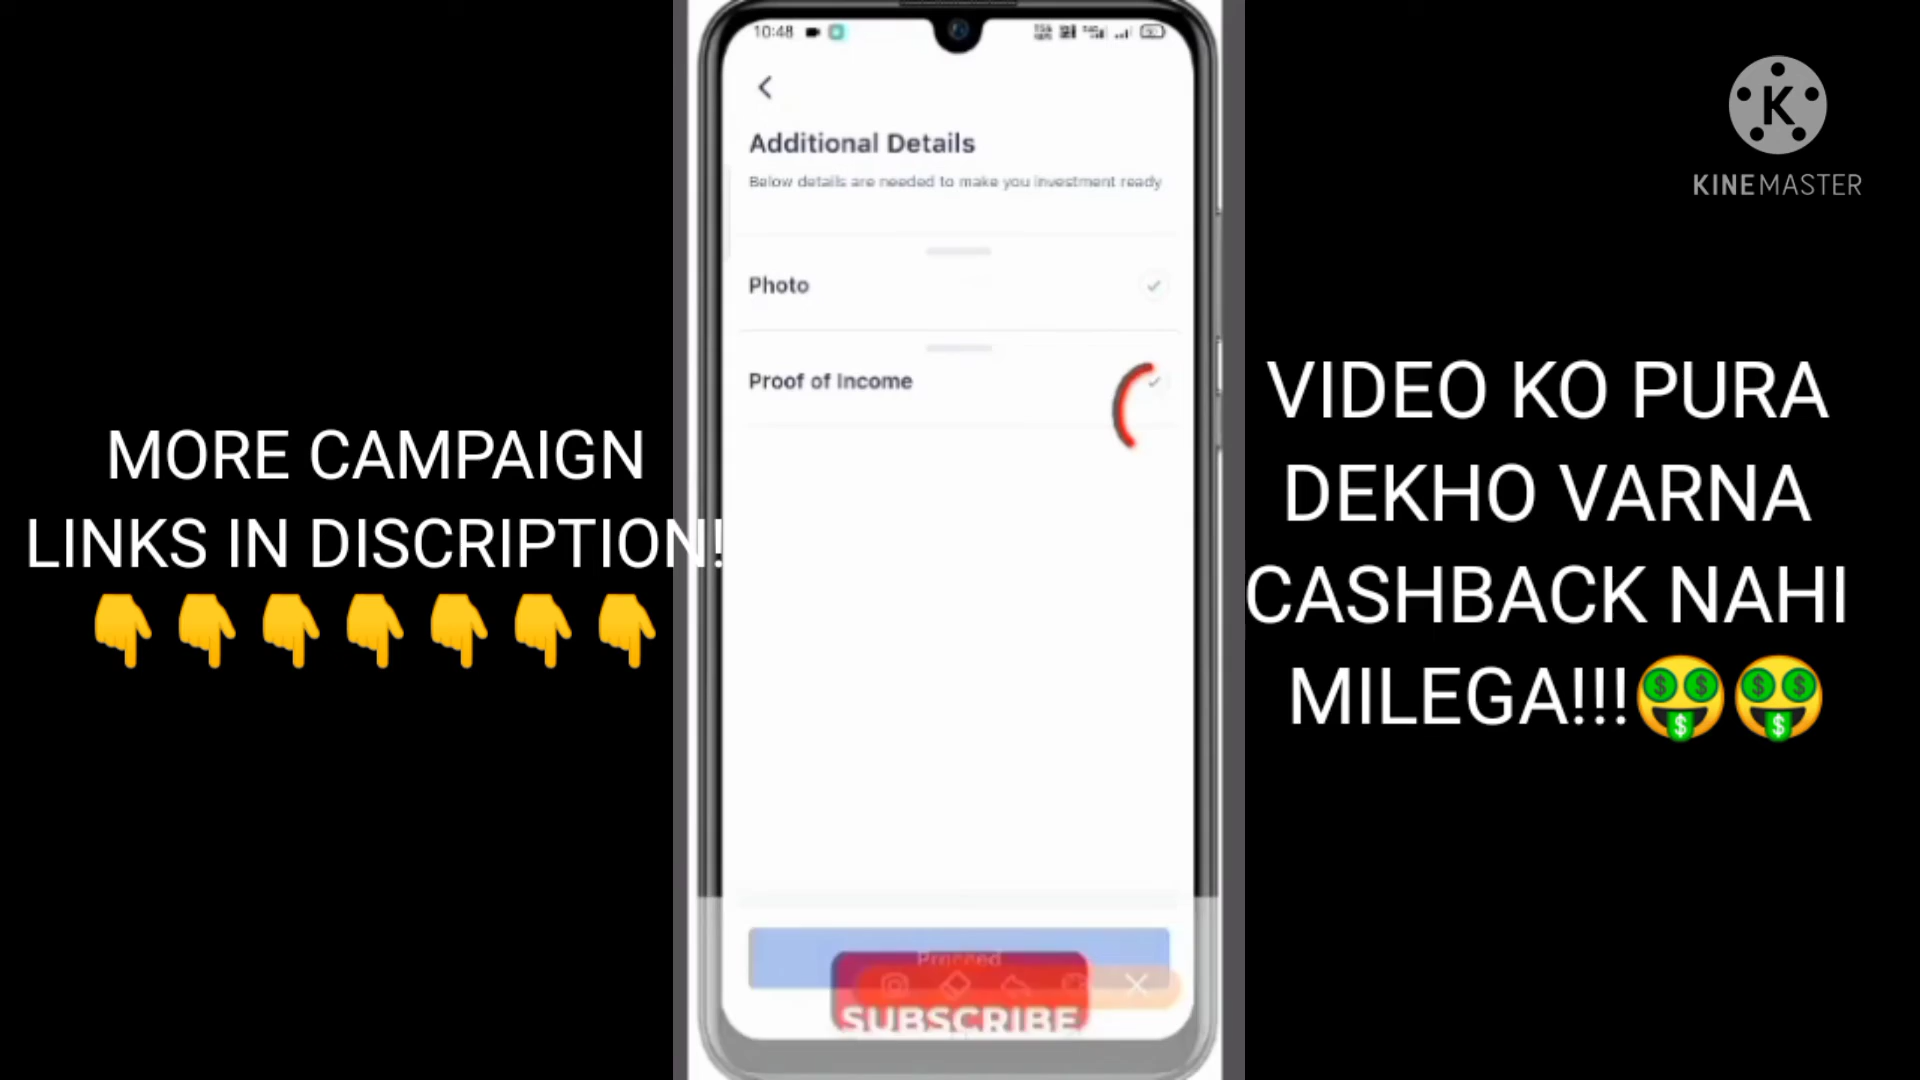 10:48
Additional Details
Below details are needed to make you investment ready
Photo
Proof of Income
Proceed
SUBSCRIBE
MORE CAMPAIGN
LINKS IN DISCRIPTION!
VIDEO KO PURA
DEKHO VARNA
CASHBACK NAHI
MILEGA!!!
K
KINEMASTER